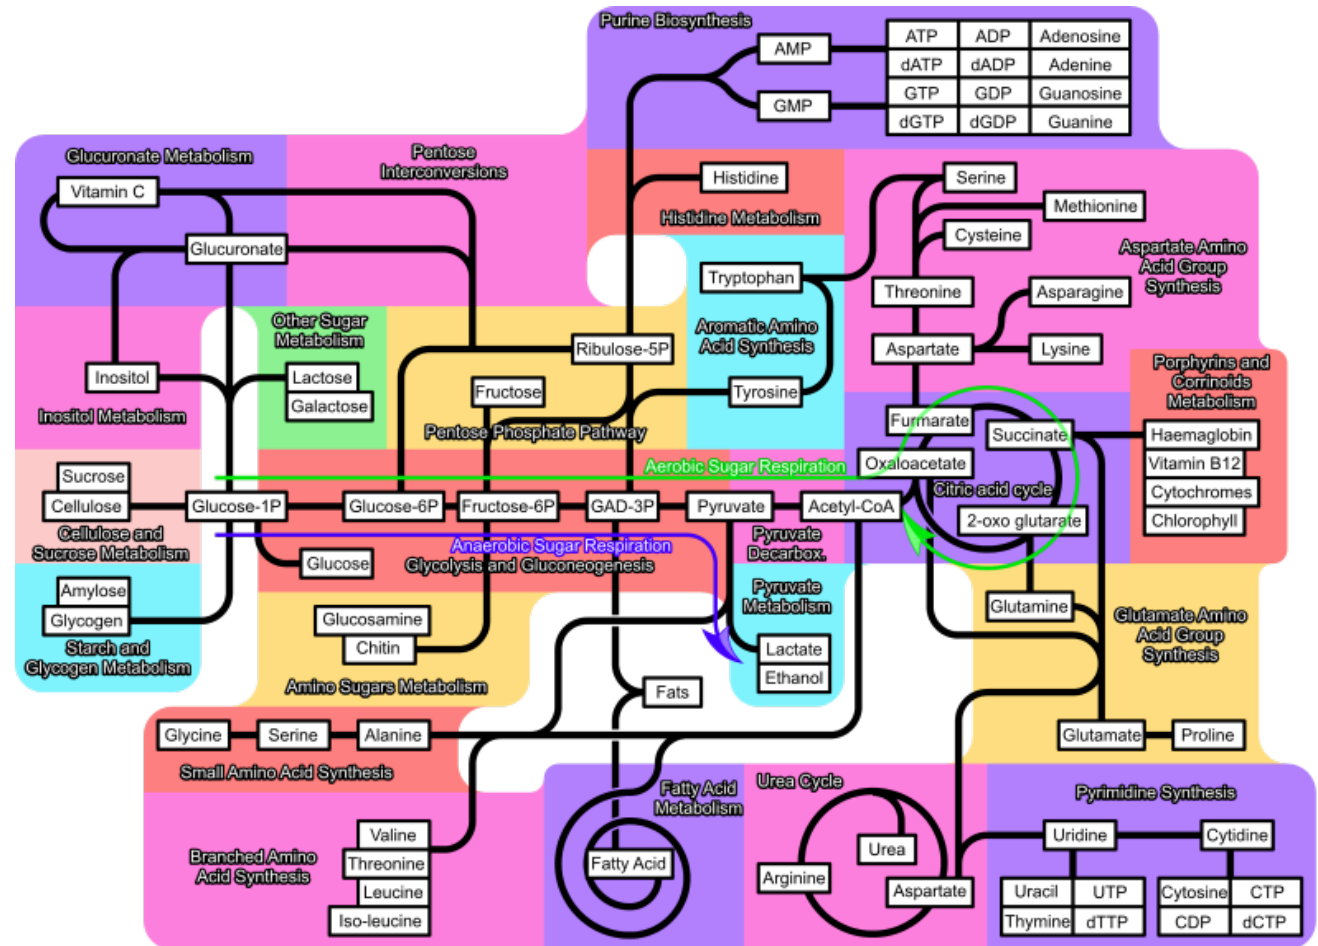 Purine Biosynthesis
AMP
ATP
ADP
Adenosine
dATP
dADP
Adenine
GMP
GTP
GDP
Guanosine
dGTP
dGDP
Guanine
Glucuronate Metabolism
Pentose
Interconversions
Vitamin C
Glucuronate
Histidine
Histidine Metabolism
Serine
Methionine
Cysteine
Aspartate Amino
Acid Group
Synthesis
Threonine
Asparagine
Aspartate
Lysine
Tryptophan
Aromatic Amino
Acid Synthesis
Tyrosine
Other Sugar
Metabolism
Lactose
Galactose
Inositol
Inositol Metabolism
Ribulose-5P
Fructose
Pentose Phosphate Pathway
Porphyrins and
Corrinoids
Metabolism
Haemaglobin
Vitamin B12
Cytochromes
Chlorophyll
Furmarate
Succinate
Oxaloacetate
Citric acid cycle
2-oxo glutarate
Aerobic Sugar Respiration
Sucrose
Cellulose
Cellulose and
Sucrose Metabolism
Glucose-1P
Glucose-6P
Fructose-6P
GAD-3P
Pyruvate
Acetyl-CoA
Anaerobic Sugar Respiration
Glycolysis and Gluconeogenesis
Glucose
Pyruvate
Decarbox.
Pyruvate
Metabolism
Lactate
Ethanol
Amylose
Glycogen
Starch and
Glycogen Metabolism
Glucosamine
Chitin
Amino Sugars Metabolism
Fats
Glutamine
Glutamate Amino
Acid Group
Synthesis
Glutamate
Proline
Glycine
Serine
Alanine
Small Amino Acid Synthesis
Branched Amino
Acid Synthesis
Valine
Threonine
Leucine
Iso-leucine
Fatty Acid
Metabolism
Fatty Acid
Urea Cycle
Urea
Arginine
Aspartate
Pyrimidine Synthesis
Uridine
Cytidine
Uracil
UTP
Thymine
dTTP
Cytosine
CTP
CDP
dCTP